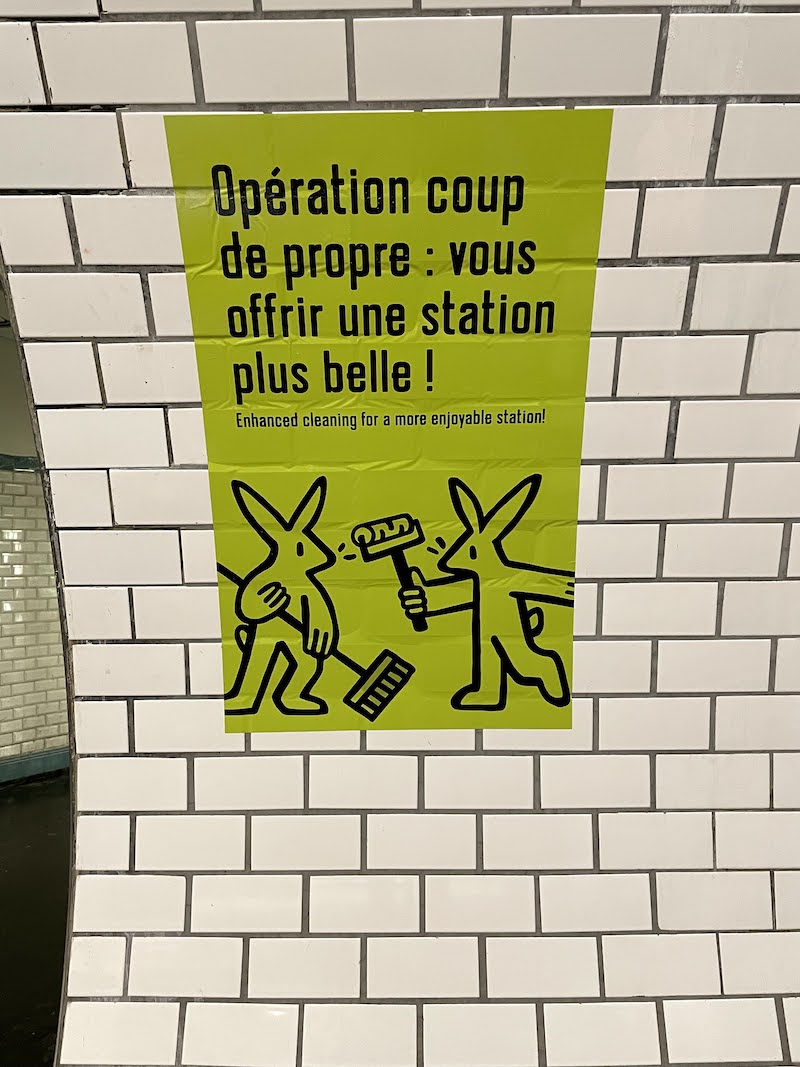 Opération coup
de propre : vous
offrir une station
plus belle !
Enhanced cleaning for a more enjoyable station!